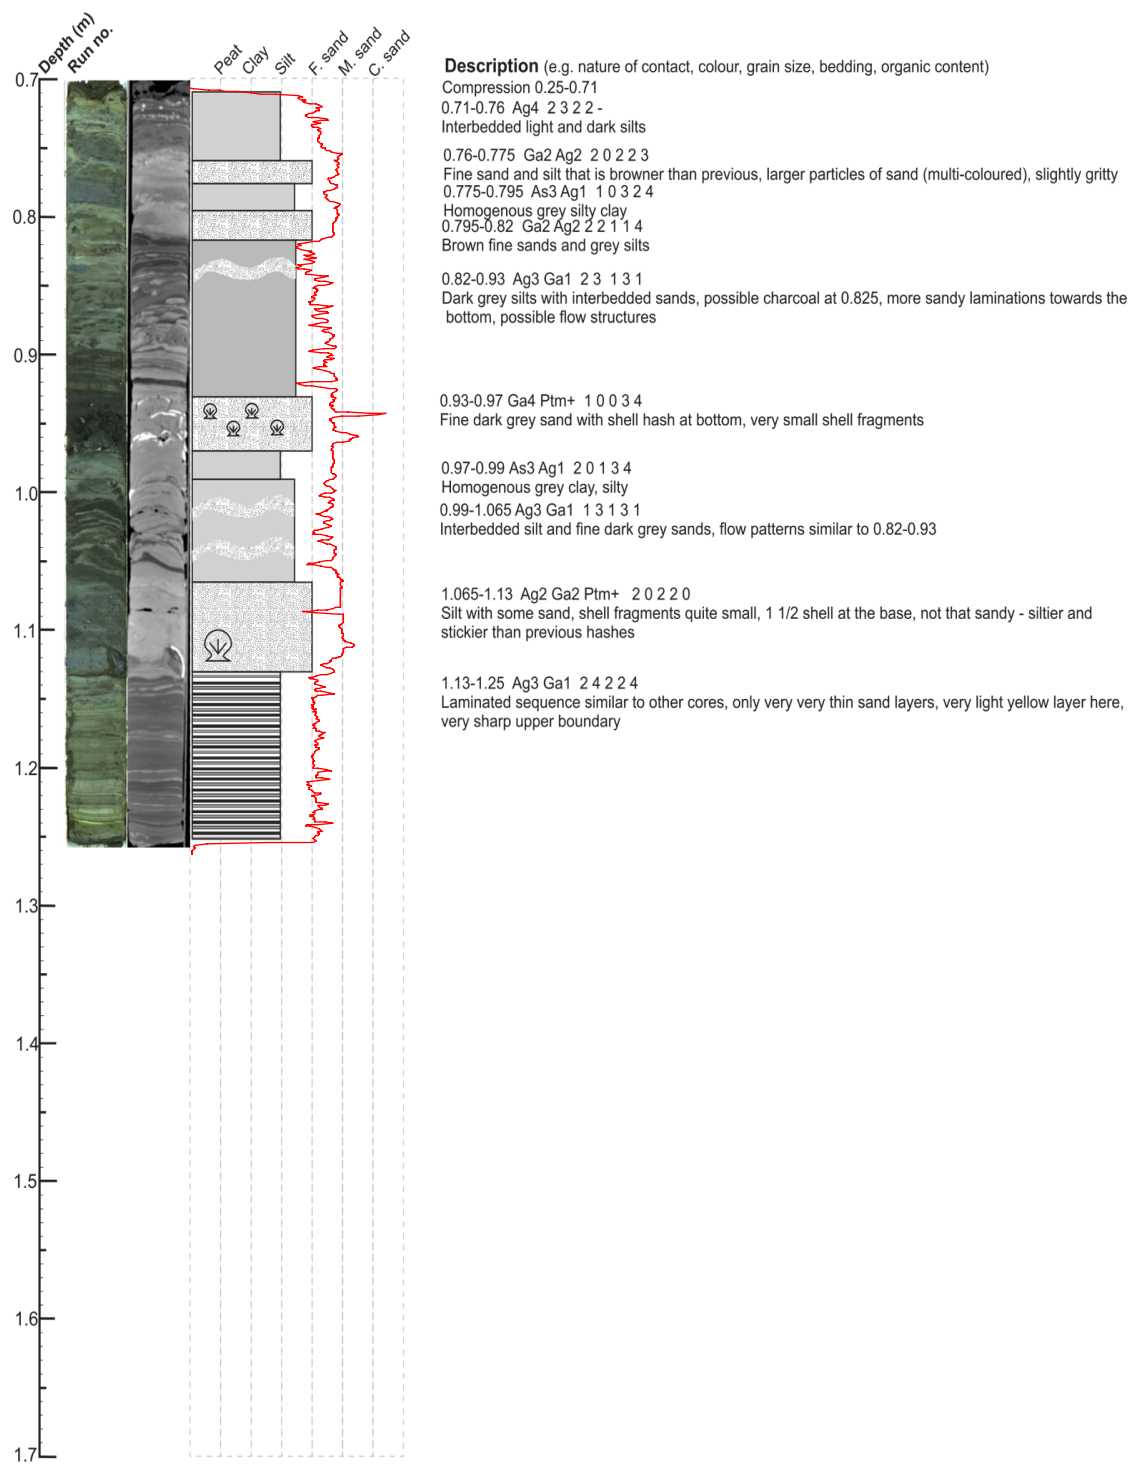 Depth (m)
Run no.
Peat
Clay
Silt
F. sand
M. sand
C. sand
Description (e.g. nature of contact, colour, grain size, bedding, organic content)
Compression 0.25-0.71
0.71-0.76 Ag4 2 3 2 2 -
Interbedded light and dark silts
0.76-0.775 Ga2 Ag2 2 0 2 2 3
Fine sand and silt that is browner than previous, larger particles of sand (multi-coloured), slightly gritty
0.775-0.795 As3 Ag1 1 0 3 2 4
Homogenous grey silty clay
0.795-0.82 Ga2 Ag2 2 2 1 1 4
Brown fine sands and grey silts
0.82-0.93 Ag3 Ga1 2 3 1 3 1
Dark grey silts with interbedded sands, possible charcoal at 0.825, more sandy laminations towards the
bottom, possible flow structures
0.93-0.97 Ga4 Ptm+ 1 0 0 3 4
Fine dark grey sand with shell hash at bottom, very small shell fragments
0.97-0.99 As3 Ag1 2 0 1 3 4
Homogenous grey clay, silty
0.99-1.065 Ag3 Ga1 1 3 1 3 1
Interbedded silt and fine dark grey sands, flow patterns similar to 0.82-0.93
1.065-1.13 Ag2 Ga2 Ptm+ 2 0 2 2 0
Silt with some sand, shell fragments quite small, 1 1/2 shell at the base, not that sandy - siltier and
stickier than previous hashes
1.13-1.25 Ag3 Ga1 2 4 2 2 4
Laminated sequence similar to other cores, only very very thin sand layers, very light yellow layer here,
very sharp upper boundary
0.7
0.8
0.9
1.0
1.1
1.2
1.3
1.4
1.5
1.6
1.7